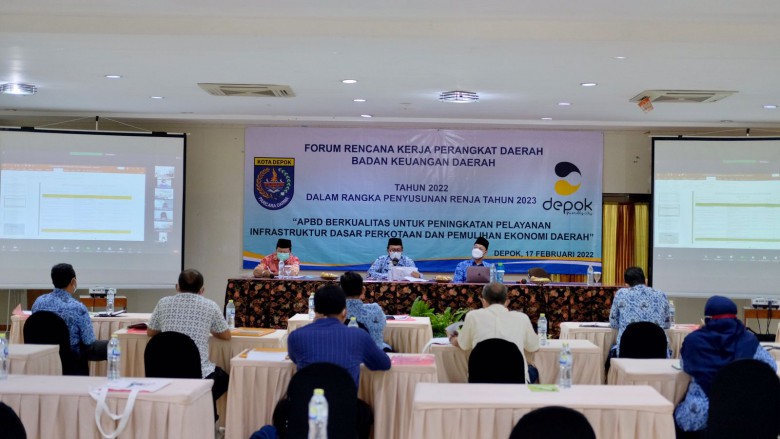 FORUM RENCANA KERJA PERANGKAT DAERAH
BADAN KEUANGAN DAERAH
KOTA DEPOK
TAHUN 2022
DALAM RANGKA PENYUSUNAN RENJA TAHUN 2023
depok
"APBD BERKUALITAS UNTUK PENINGKATAN PELAYANAN
INFRASTRUKTUR DASAR PERKOTAAN DAN PEMULIHAN EKONOMI DAERAH"
DEPOK, 17 FEBRUARI 2022